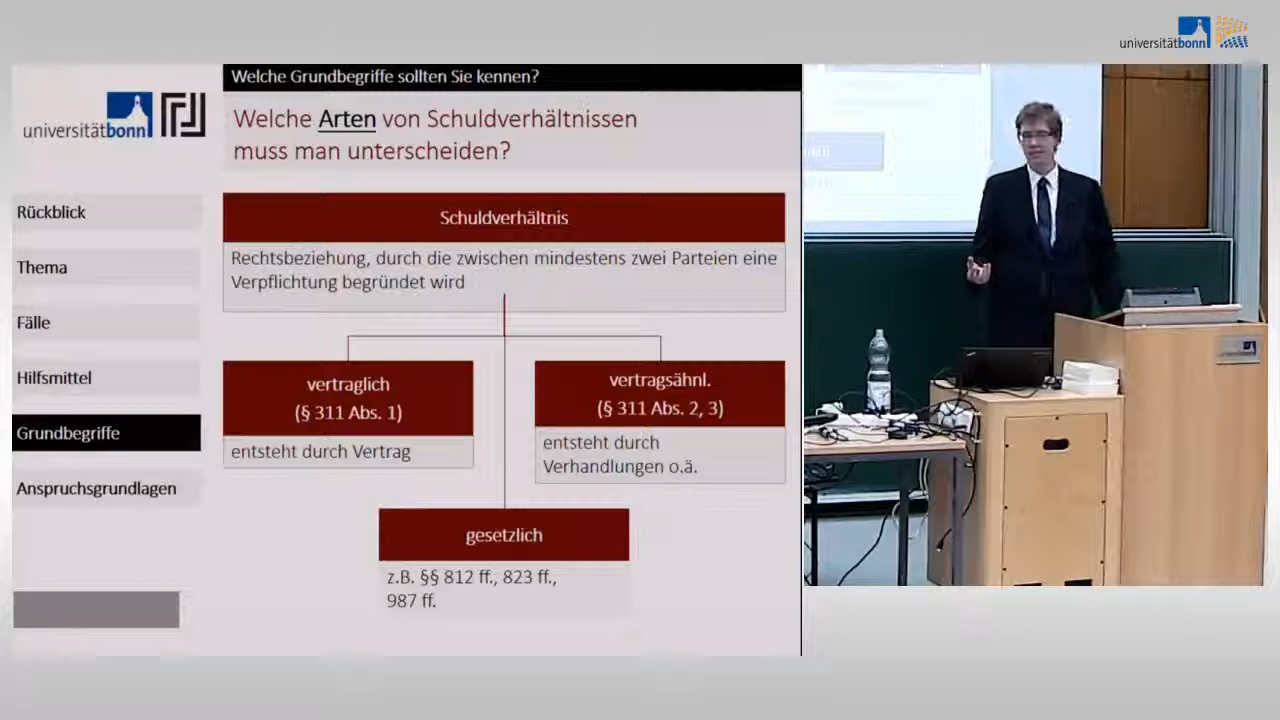 universitätbonn
Welche Grundbegriffe sollten Sie kennen?
universitätbonn
Welche Arten von Schuldverhältnissen
muss man unterscheiden?
Rückblick
Thema
Fälle
Hilfsmittel
Grundbegriffe
Anspruchsgrundlagen
Schuldverhältnis
Rechtsbeziehung, durch die zwischen mindestens zwei Parteien eine
Verpflichtung begründet wird
vertraglich
(§ 311 Abs. 1)
entsteht durch Vertrag
vertragsähnl.
(§ 311 Abs. 2, 3)
entsteht durch
Verhandlungen o.ä.
gesetzlich
z.B. §§ 812 ff., 823 ff.,
987 ff.